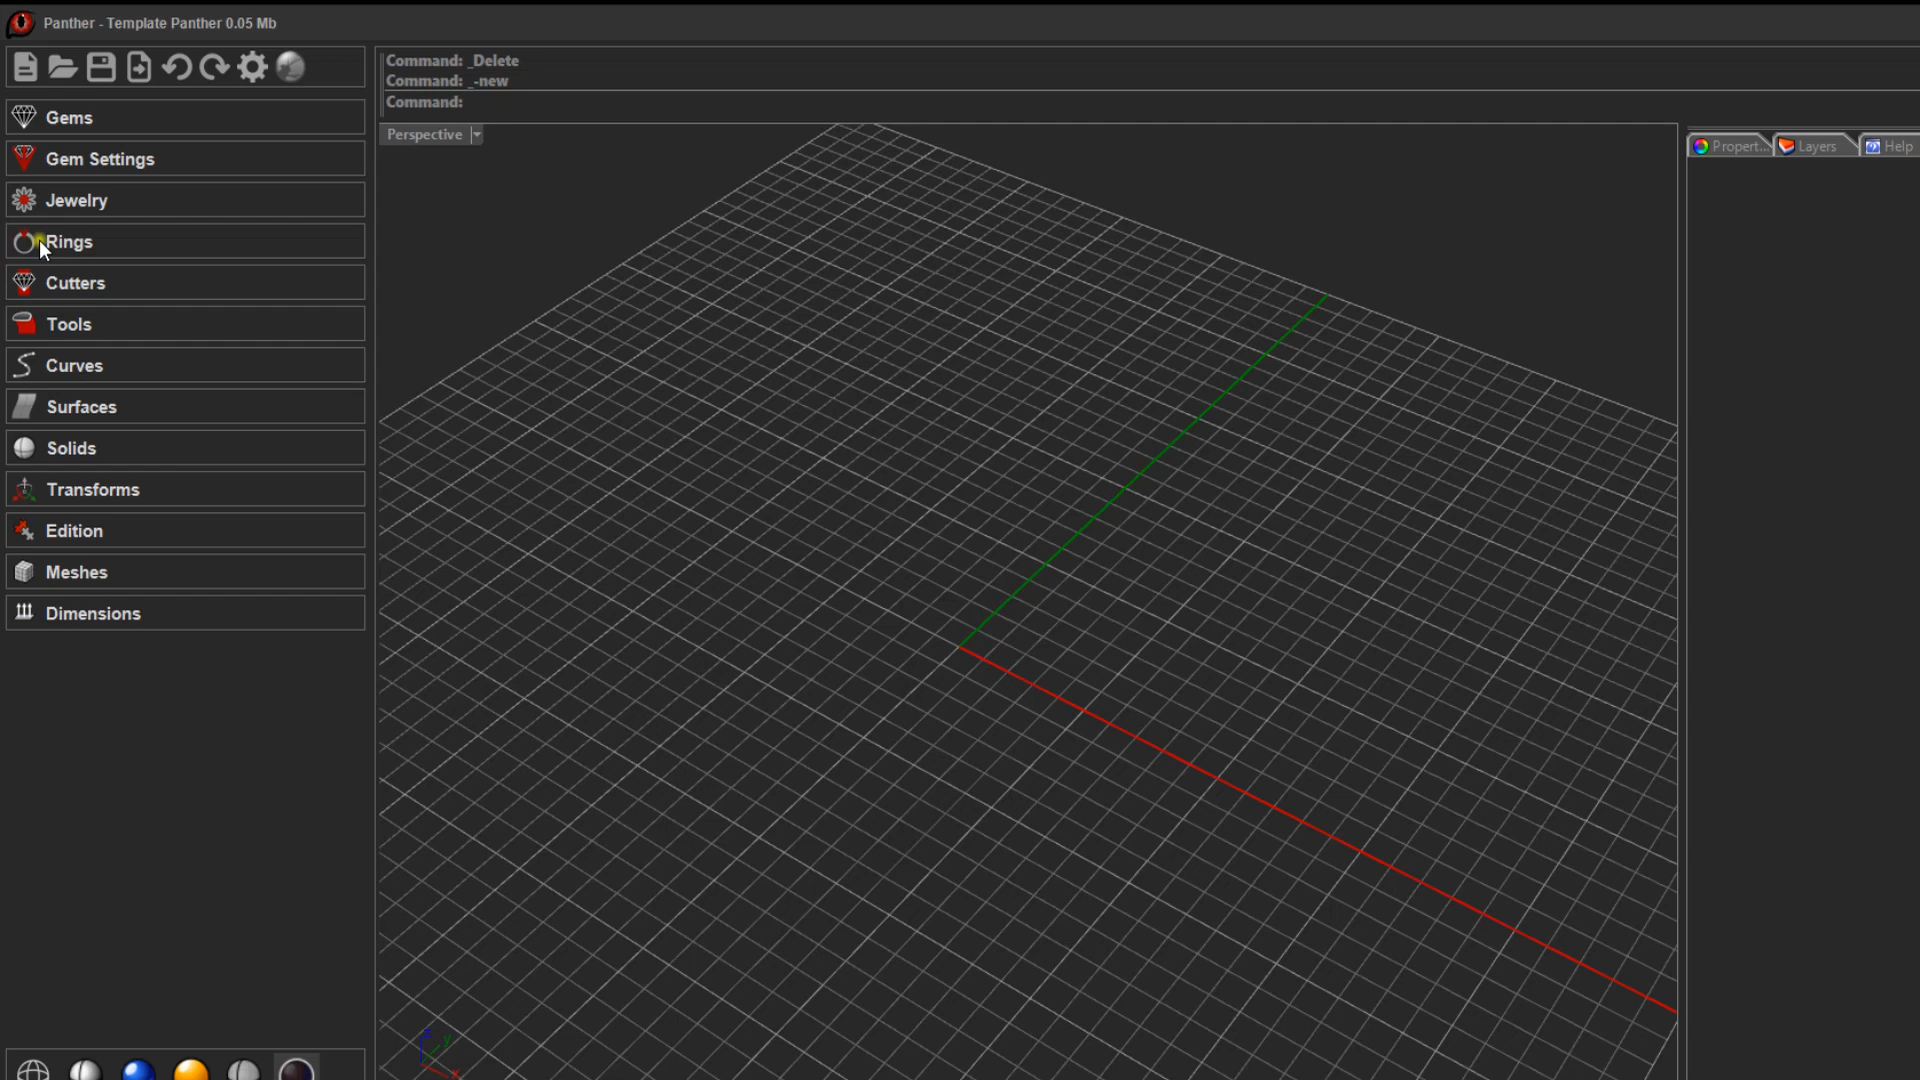 Panther - Template Panther 0.05 Mb
Command: _Delete
Command: _-new
Command:
Perspective
Gems
Gem Settings
Jewelry
Rings
Cutters
Tools
Curves
Surfaces
Solids
Transforms
Edition
Meshes
Dimensions
Propert...
Layers
Help
z
y
x